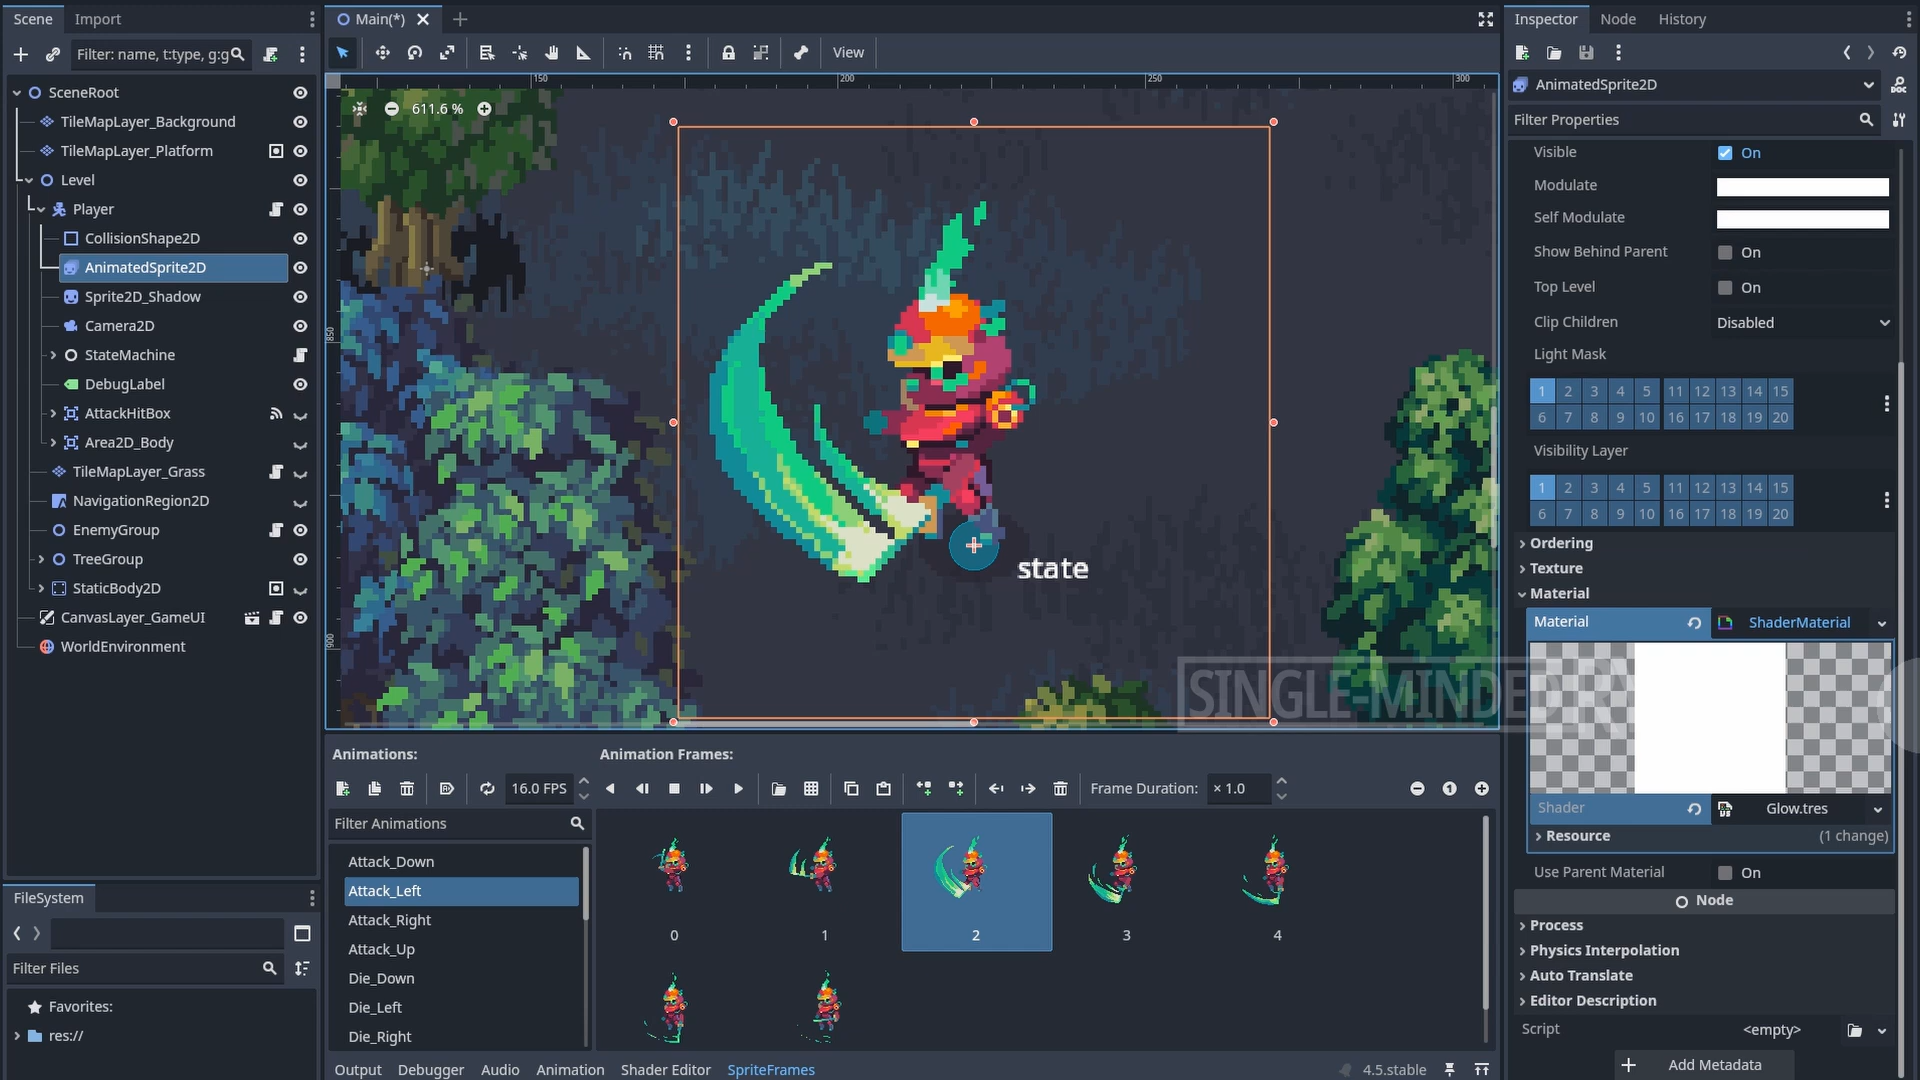 Scene Import
Filter: name, t:type, g:g
SceneRoot
TileMapLayer_Background
TileMapLayer_Platform
Level
Player
CollisionShape2D
AnimatedSprite2D
Sprite2D_Shadow
Camera2D
StateMachine
DebugLabel
AttackHitBox
Area2D_Body
TileMapLayer_Grass
NavigationRegion2D
EnemyGroup
TreeGroup
StaticBody2D
CanvasLayer_GameUI
WorldEnvironment
FileSystem
Filter Files
Favorites:
res://
Main(*)
View
150 200 250 300
611.6 %
850
900
state
SINGLE-MINDED
Animations:
16.0 FPS
Filter Animations
Attack_Down
Attack_Left
Attack_Right
Attack_Up
Die_Down
Die_Left
Die_Right
Animation Frames:
Frame Duration: × 1.0
0 1 2 3 4
Output Debugger Audio Animation Shader Editor SpriteFrames
4.5.stable
Inspector Node History
AnimatedSprite2D
DOC
Filter Properties
Visible On
Modulate
Self Modulate
Show Behind Parent On
Top Level On
Clip Children Disabled
Light Mask
1 2 3 4 5 11 12 13 14 15
6 7 8 9 10 16 17 18 19 20
Visibility Layer
1 2 3 4 5 11 12 13 14 15
6 7 8 9 10 16 17 18 19 20
Ordering
Texture
Material
Material ShaderMaterial
Shader Glow.tres
Resource (1 change)
Use Parent Material On
Node
Process
Physics Interpolation
Auto Translate
Editor Description
Script <empty>
Add Metadata